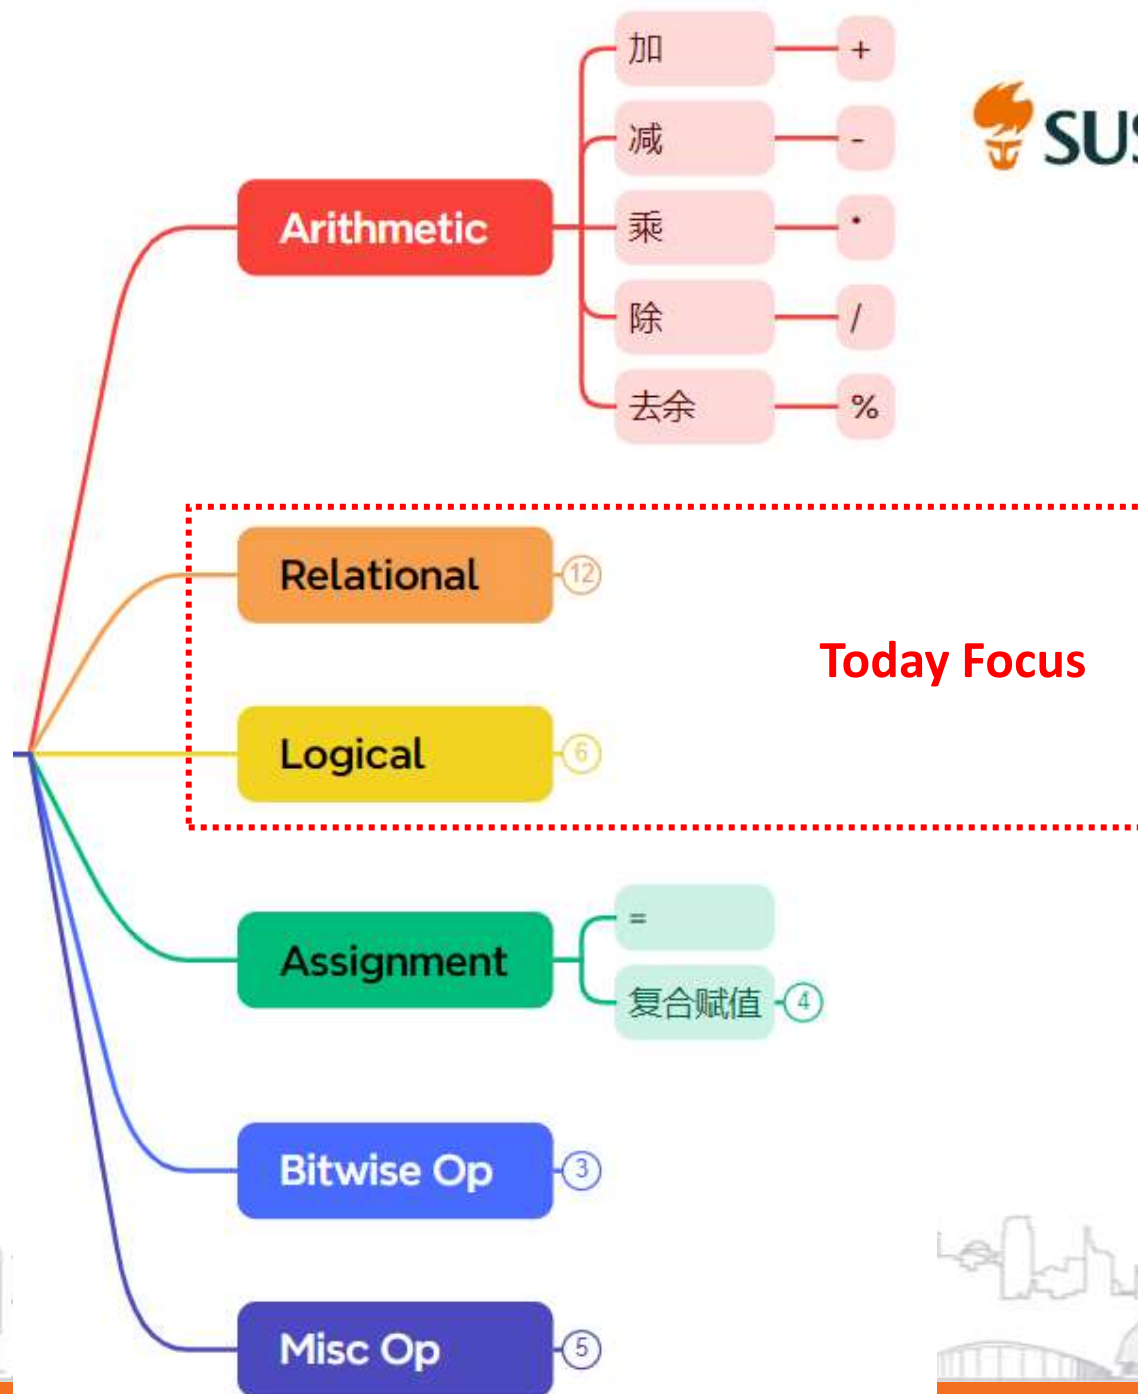 加
+
减
-
乘
*
除
/
去余
%
Arithmetic
SUS
Relational
12
Today Focus
Logical
6
Assignment
=
复合赋值
4
Bitwise Op
3
Misc Op
5